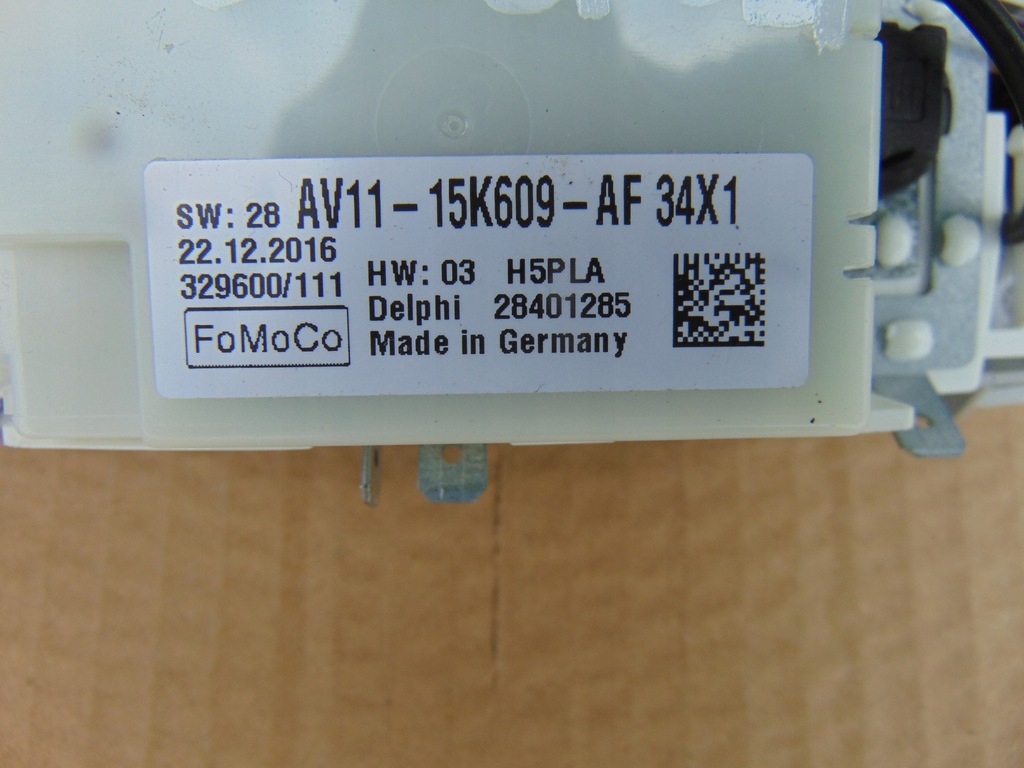 SW: 28 AV11-15K609-AF 34X1
22.12.2016
329600/111
HW: 03 H5PLA
Delphi 28401285
FoMoCo
Made in Germany